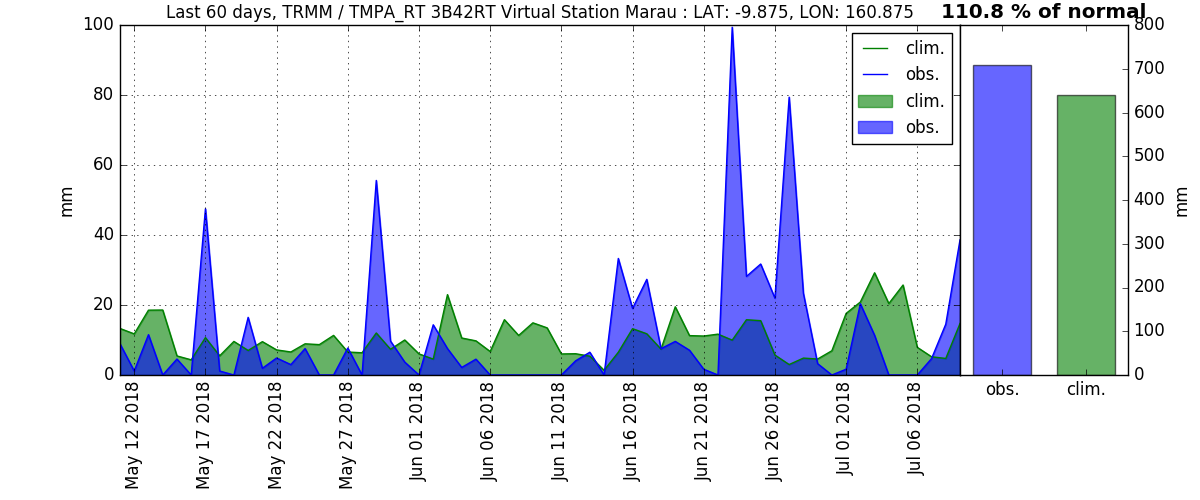 Last 60 days, TRMM / TMPA_RT 3B42RT Virtual Station Marau : LAT: -9.875, LON: 160.875
110.8 % of normal
100
80
60
40
20
0
mm
clim.
obs.
clim.
obs.
800
700
600
500
400
300
200
100
0
mm
obs.
clim.
May 12 2018
May 17 2018
May 22 2018
May 27 2018
Jun 01 2018
Jun 06 2018
Jun 11 2018
Jun 16 2018
Jun 21 2018
Jun 26 2018
Jul 01 2018
Jul 06 2018